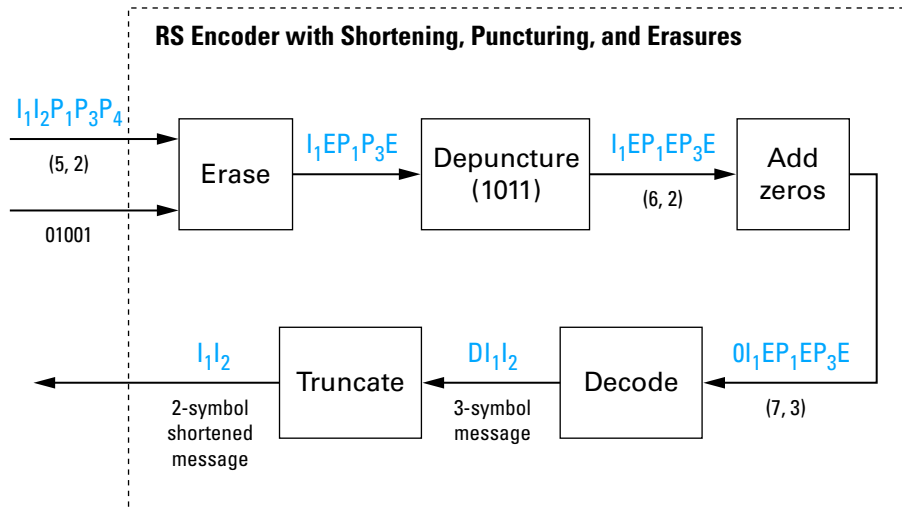 RS Encoder with Shortening, Puncturing, and Erasures
I₁I₂P₁P₃P₄
(5, 2)
01001
Erase
I₁EP₁P₃E
Depuncture
(1011)
I₁EP₁EP₃E
(6, 2)
Add
zeros
0I₁EP₁EP₃E
(7, 3)
Decode
DI₁I₂
3-symbol
message
Truncate
I₁I₂
2-symbol
shortened
message